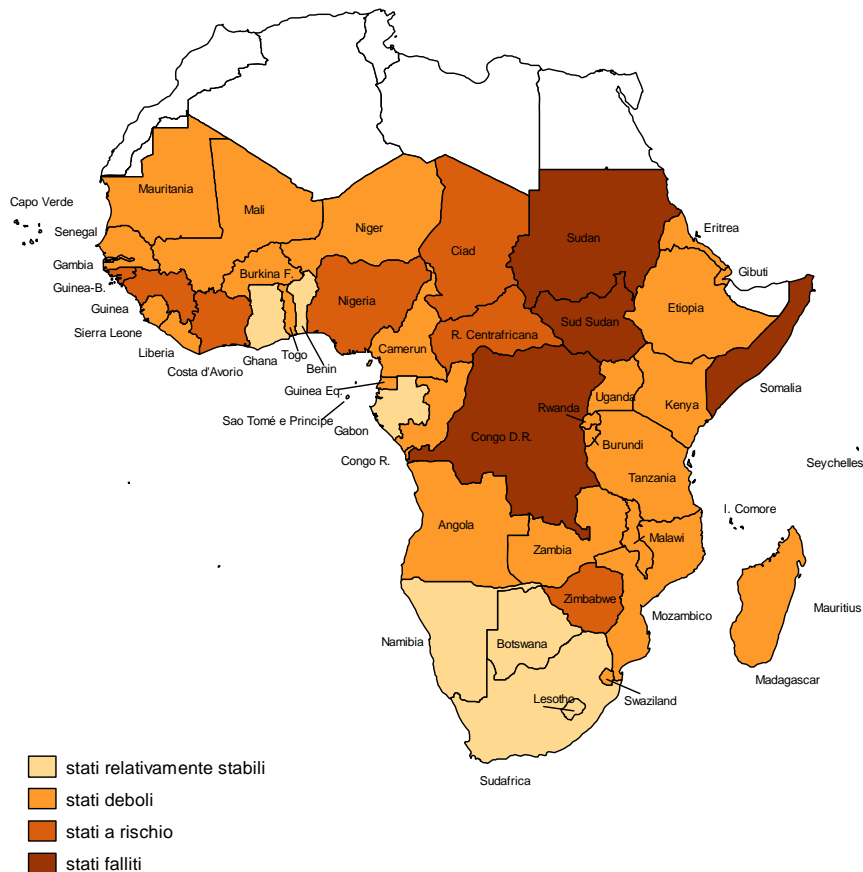 Mauritania
Mali
Niger
Ciad
Sudan
Eritrea
Capo Verde
Senegal
Gambia
Guinea-B.
Guinea
Sierra Leone
Liberia
Costa d'Avorio
Burkina F.
Ghana
Togo
Benin
Nigeria
Camerun
R. Centrafricana
Sud Sudan
Etiopia
Gibuti
Somalia
Guinea Eq.
Sao Tomé e Principe
Gabon
Congo R.
Congo D.R.
Uganda
Rwanda
Burundi
Kenya
Tanzania
Seychelles
I. Comore
Angola
Zambia
Malawi
Zimbabwe
Mozambico
Mauritius
Madagascar
Namibia
Botswana
Lesotho
Swaziland
Sudafrica
stati relativamente stabili
stati deboli
stati a rischio
stati falliti